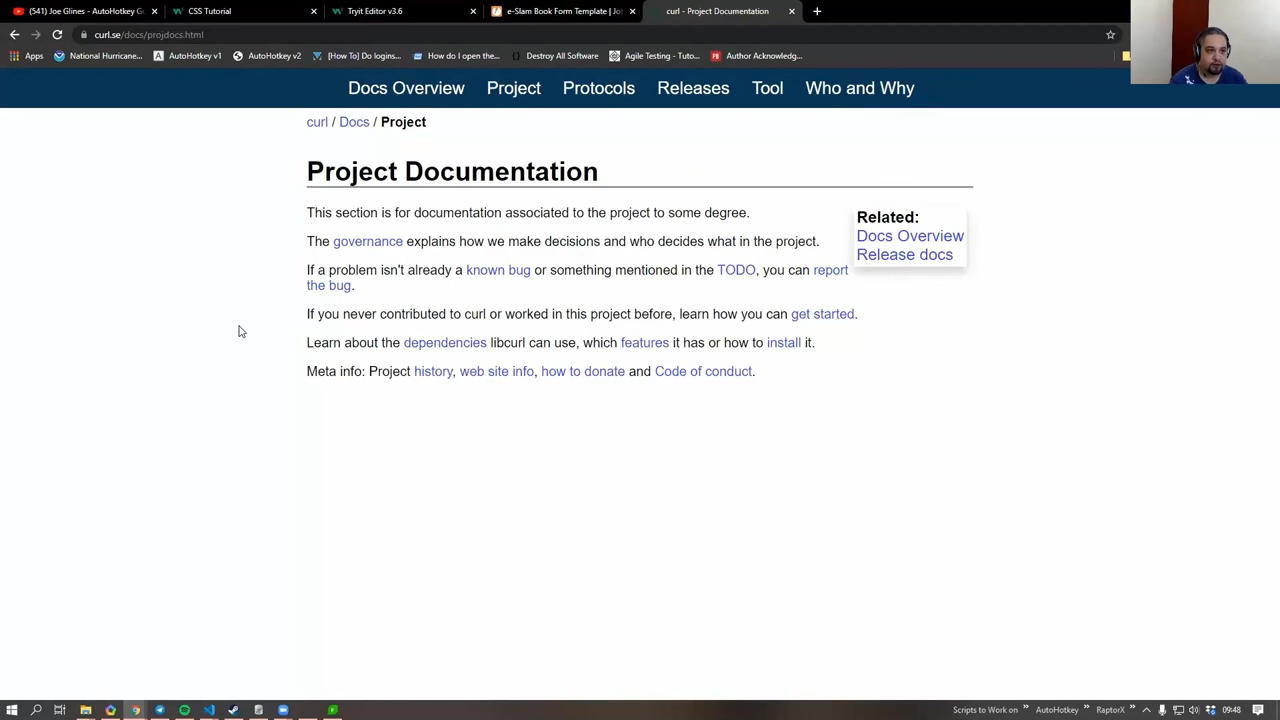 (541) Joe Glines - AutoHotkey G
CSS Tutorial
Tryit Editor v3.6
e-Slam Book Form Template | Jot
curl - Project Documentation
curl.se/docs/projdocs.html
Apps
National Hurricane...
AutoHotkey v1
AutoHotkey v2
[How To] Do logins...
How do I open the...
Destroy All Software
Agile Testing - Tuto...
Author Acknowledg...
Docs Overview Project Protocols Releases Tool Who and Why
curl / Docs / Project
Project Documentation
This section is for documentation associated to the project to some degree.
The governance explains how we make decisions and who decides what in the project.
If a problem isn't already a known bug or something mentioned in the TODO, you can report
the bug.
If you never contributed to curl or worked in this project before, learn how you can get started.
Learn about the dependencies libcurl can use, which features it has or how to install it.
Meta info: Project history, web site info, how to donate and Code of conduct.
Related:
Docs Overview
Release docs
Scripts to Work on
AutoHotkey
RaptorX
09:48